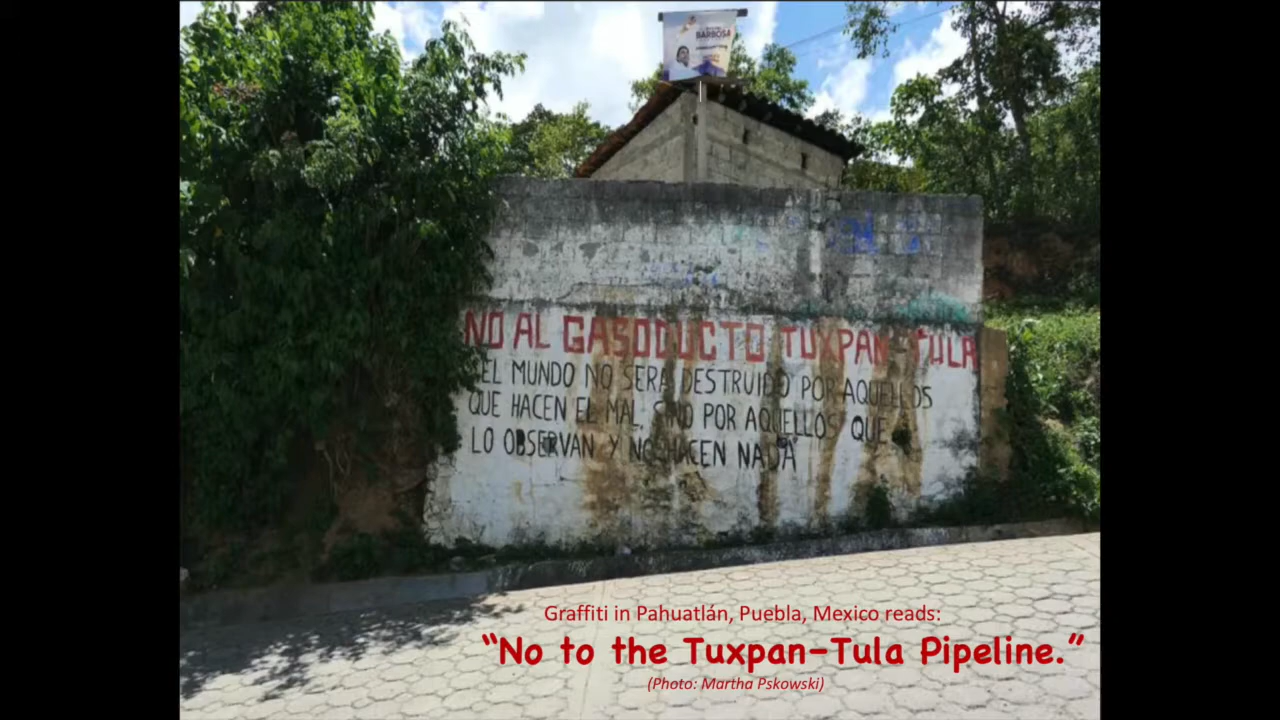 BARBOSA
NO AL GASODUCTO TUXPAN-TULA
"EL MUNDO NO SERÁ DESTRUIDO POR AQUELLOS
QUE HACEN EL MAL, SINO POR AQUELLOS QUE
LO OBSERVAN Y NO HACEN NADA"
Graffiti in Pahuatlán, Puebla, Mexico reads:
“No to the Tuxpan–Tula Pipeline.”
(Photo: Martha Pskowski)